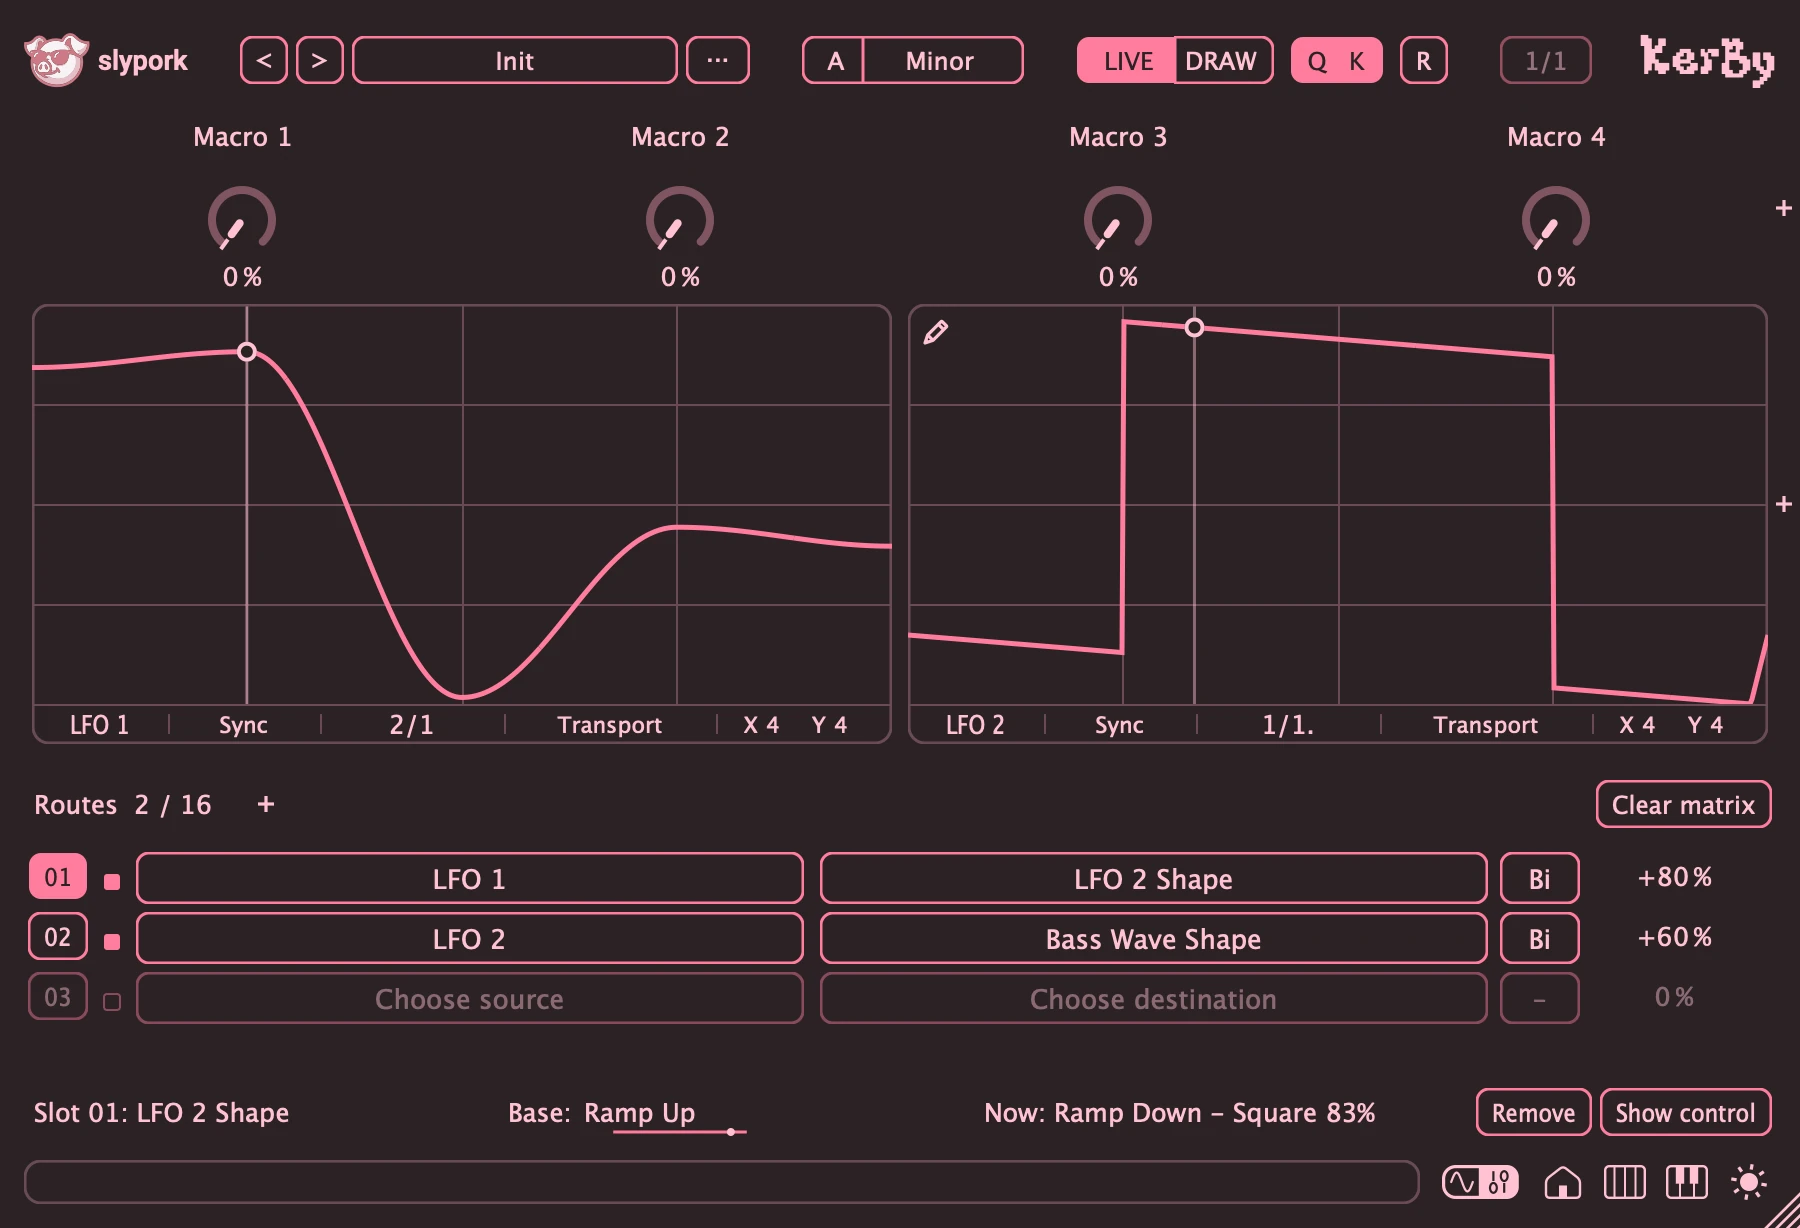 slypork < > Init ... A Minor LIVE DRAW Q K R 1/1 KerBy
Macro 1 Macro 2 Macro 3 Macro 4
+
0% 0% 0% 0%
+
LFO 1 Sync 2/1 Transport X 4 Y 4 LFO 2 Sync 1/1. Transport X 4 Y 4
Routes 2 / 16 + Clear matrix
01 LFO 1 LFO 2 Shape Bi +80%
02 LFO 2 Bass Wave Shape Bi +60%
03 Choose source Choose destination – 0%
Slot 01: LFO 2 Shape Base: Ramp Up Now: Ramp Down – Square 83% Remove Show control
10
01